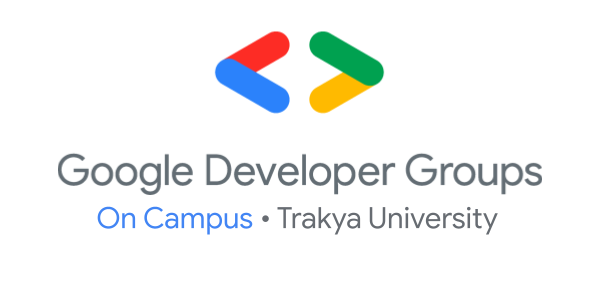 Google Developer Groups
On Campus • Trakya University